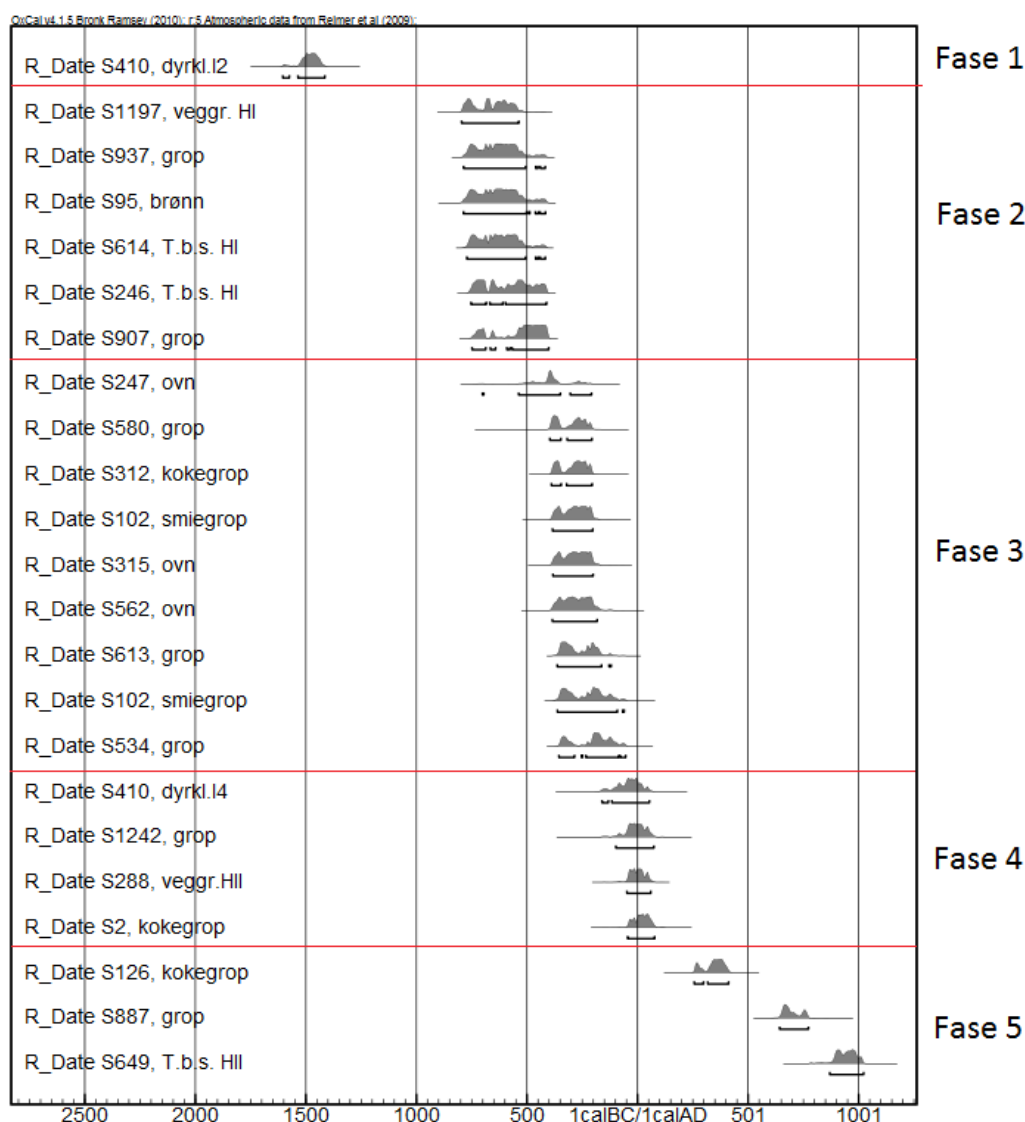 OxCal v4.1.5 Bronk Ramsey (2010); r:5 Atmospheric data from Reimer et al (2009);
R_Date S410, dyrkl.l2
Fase 1
R_Date S1197, veggr. HI
R_Date S937, grop
R_Date S95, brønn
Fase 2
R_Date S614, T.b.s. HI
R_Date S246, T.b.s. HI
R_Date S907, grop
R_Date S247, ovn
R_Date S580, grop
R_Date S312, kokegrop
R_Date S102, smiegrop
Fase 3
R_Date S315, ovn
R_Date S562, ovn
R_Date S613, grop
R_Date S102, smiegrop
R_Date S534, grop
R_Date S410, dyrkl.l4
R_Date S1242, grop
Fase 4
R_Date S288, veggr.HII
R_Date S2, kokegrop
R_Date S126, kokegrop
R_Date S887, grop
Fase 5
R_Date S649, T.b.s. HII
2500 2000 1500 1000 500 1calBC/1calAD 501 1001